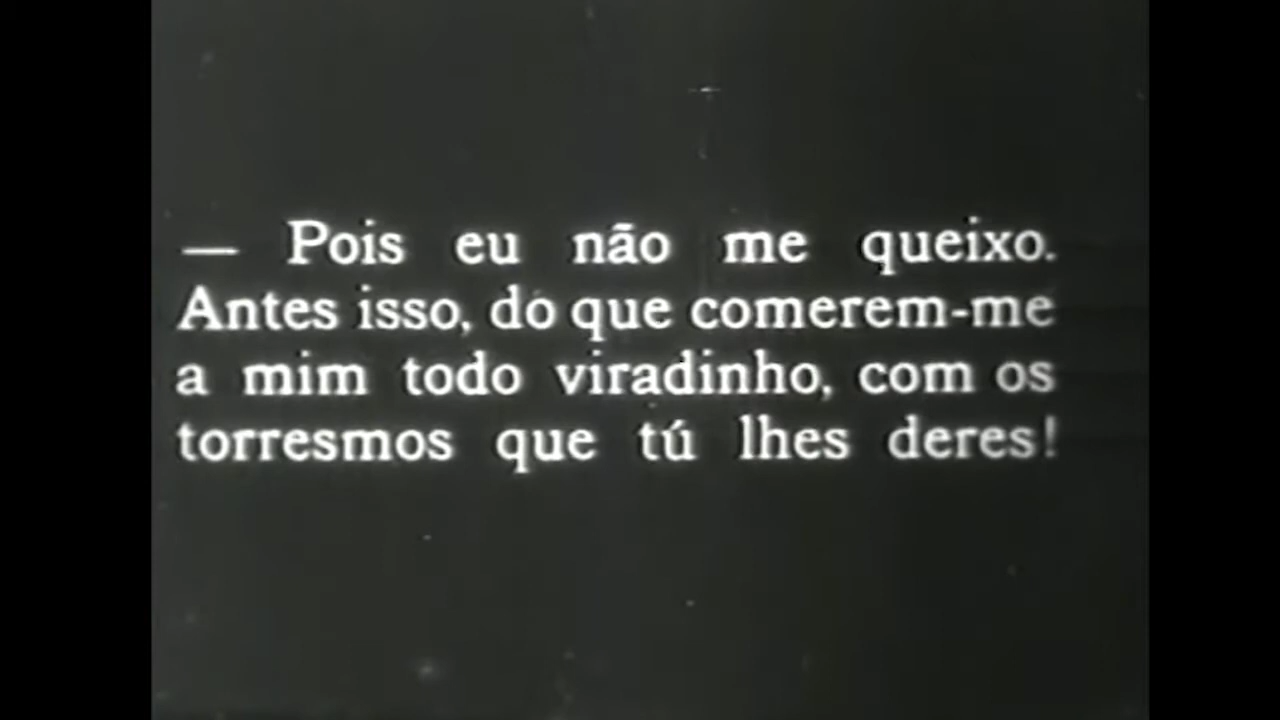 — Pois eu não me queixo.
Antes isso, do que comerem-me
a mim todo viradinho, com os
torresmos que tú lhes deres!